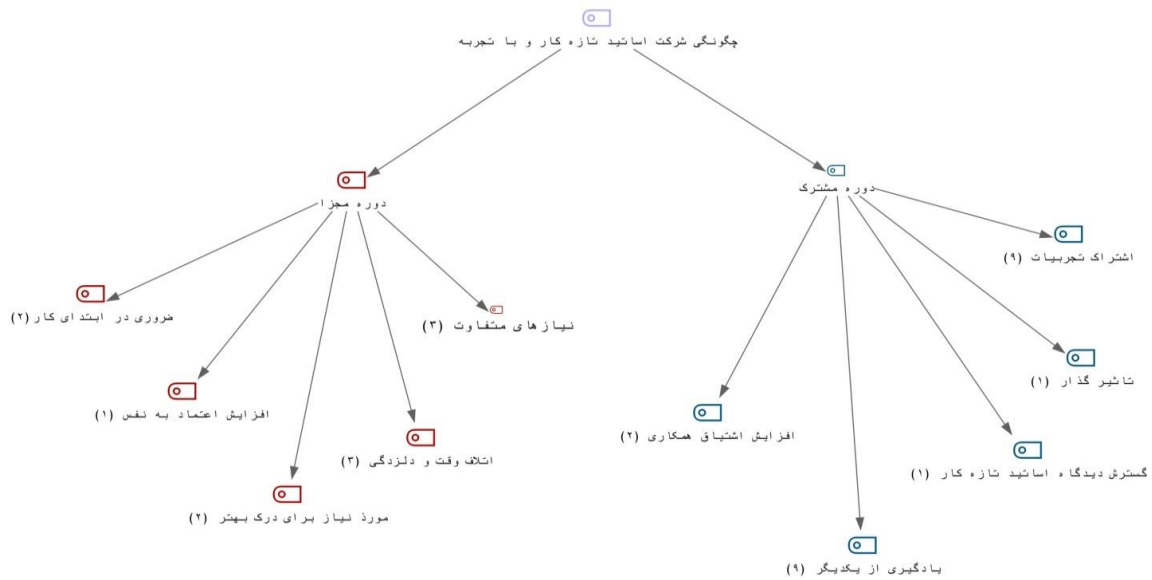 چگونگی شرکت اساتید تازه کار و با تجربه
دوره مشترک
دوره مجزا
اشتراک تجربیات (۹)
تاثیر گذار (۱)
گسترش دیدگاه اساتید تازه کار (۱)
یادگیری از یکدیگر (۹)
افزایش اشتیاق همکاری (۲)
نیازهای متفاوت (۳)
اتلاف وقت و دلزدگی (۳)
مورد نیاز برای درک بهتر (۲)
افزایش اعتماد به نفس (۱)
ضروری در ابتدای کار (۲)